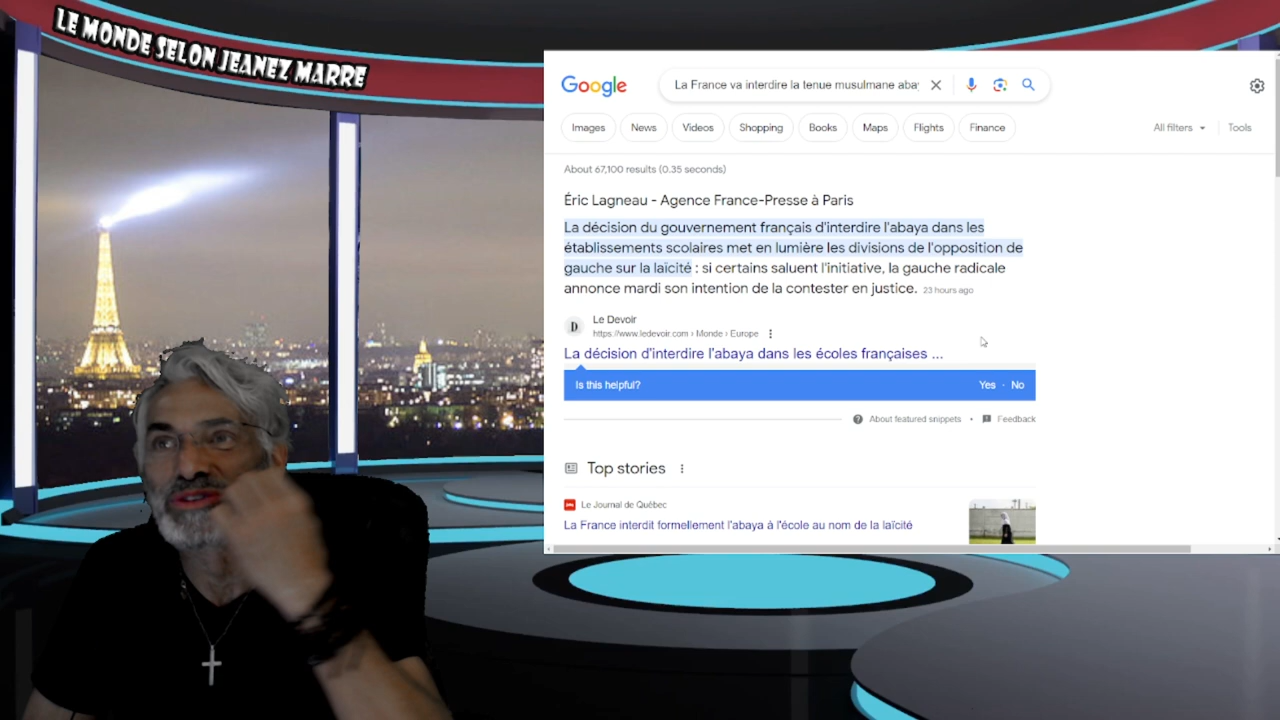 LE MONDE SELON JEANEZ MARRE
Google
La France va interdire la tenue musulmane aba
Images
News
Videos
Shopping
Books
Maps
Flights
Finance
All filters
Tools
About 67,100 results (0.35 seconds)
Éric Lagneau - Agence France-Presse à Paris
La décision du gouvernement français d'interdire l'abaya dans les
établissements scolaires met en lumière les divisions de l'opposition de
gauche sur la laïcité : si certains saluent l'initiative, la gauche radicale
annonce mardi son intention de la contester en justice. 23 hours ago
D
Le Devoir
https://www.ledevoir.com › Monde › Europe
La décision d'interdire l'abaya dans les écoles françaises ...
Is this helpful?
Yes · No
About featured snippets • Feedback
Top stories
Le Journal de Québec
La France interdit formellement l'abaya à l'école au nom de la laïcité